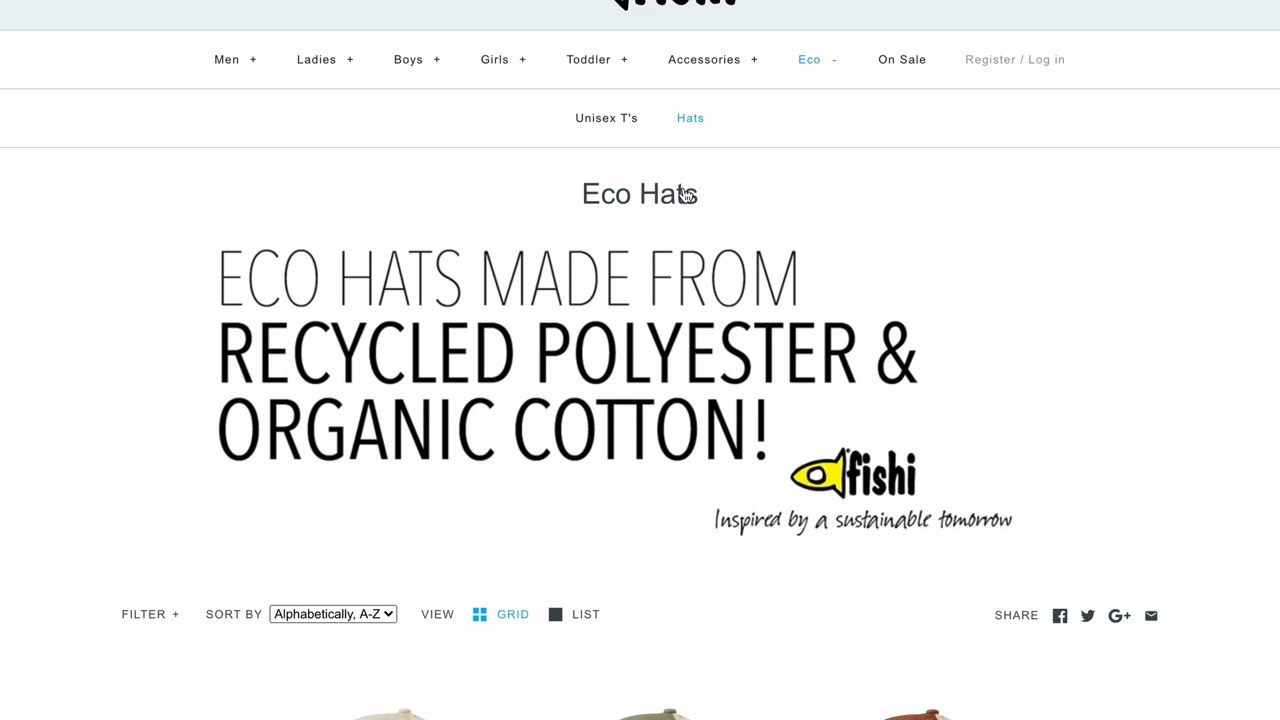 Men + Ladies + Boys + Girls + Toddler + Accessories + Eco - On Sale Register / Log in
Unisex T's Hats
Eco Hats
ECO HATS MADE FROM
RECYCLED POLYESTER &
ORGANIC COTTON!
fishi
Inspired by a sustainable tomorrow
FILTER + SORT BY Alphabetically, A-Z VIEW GRID LIST SHARE